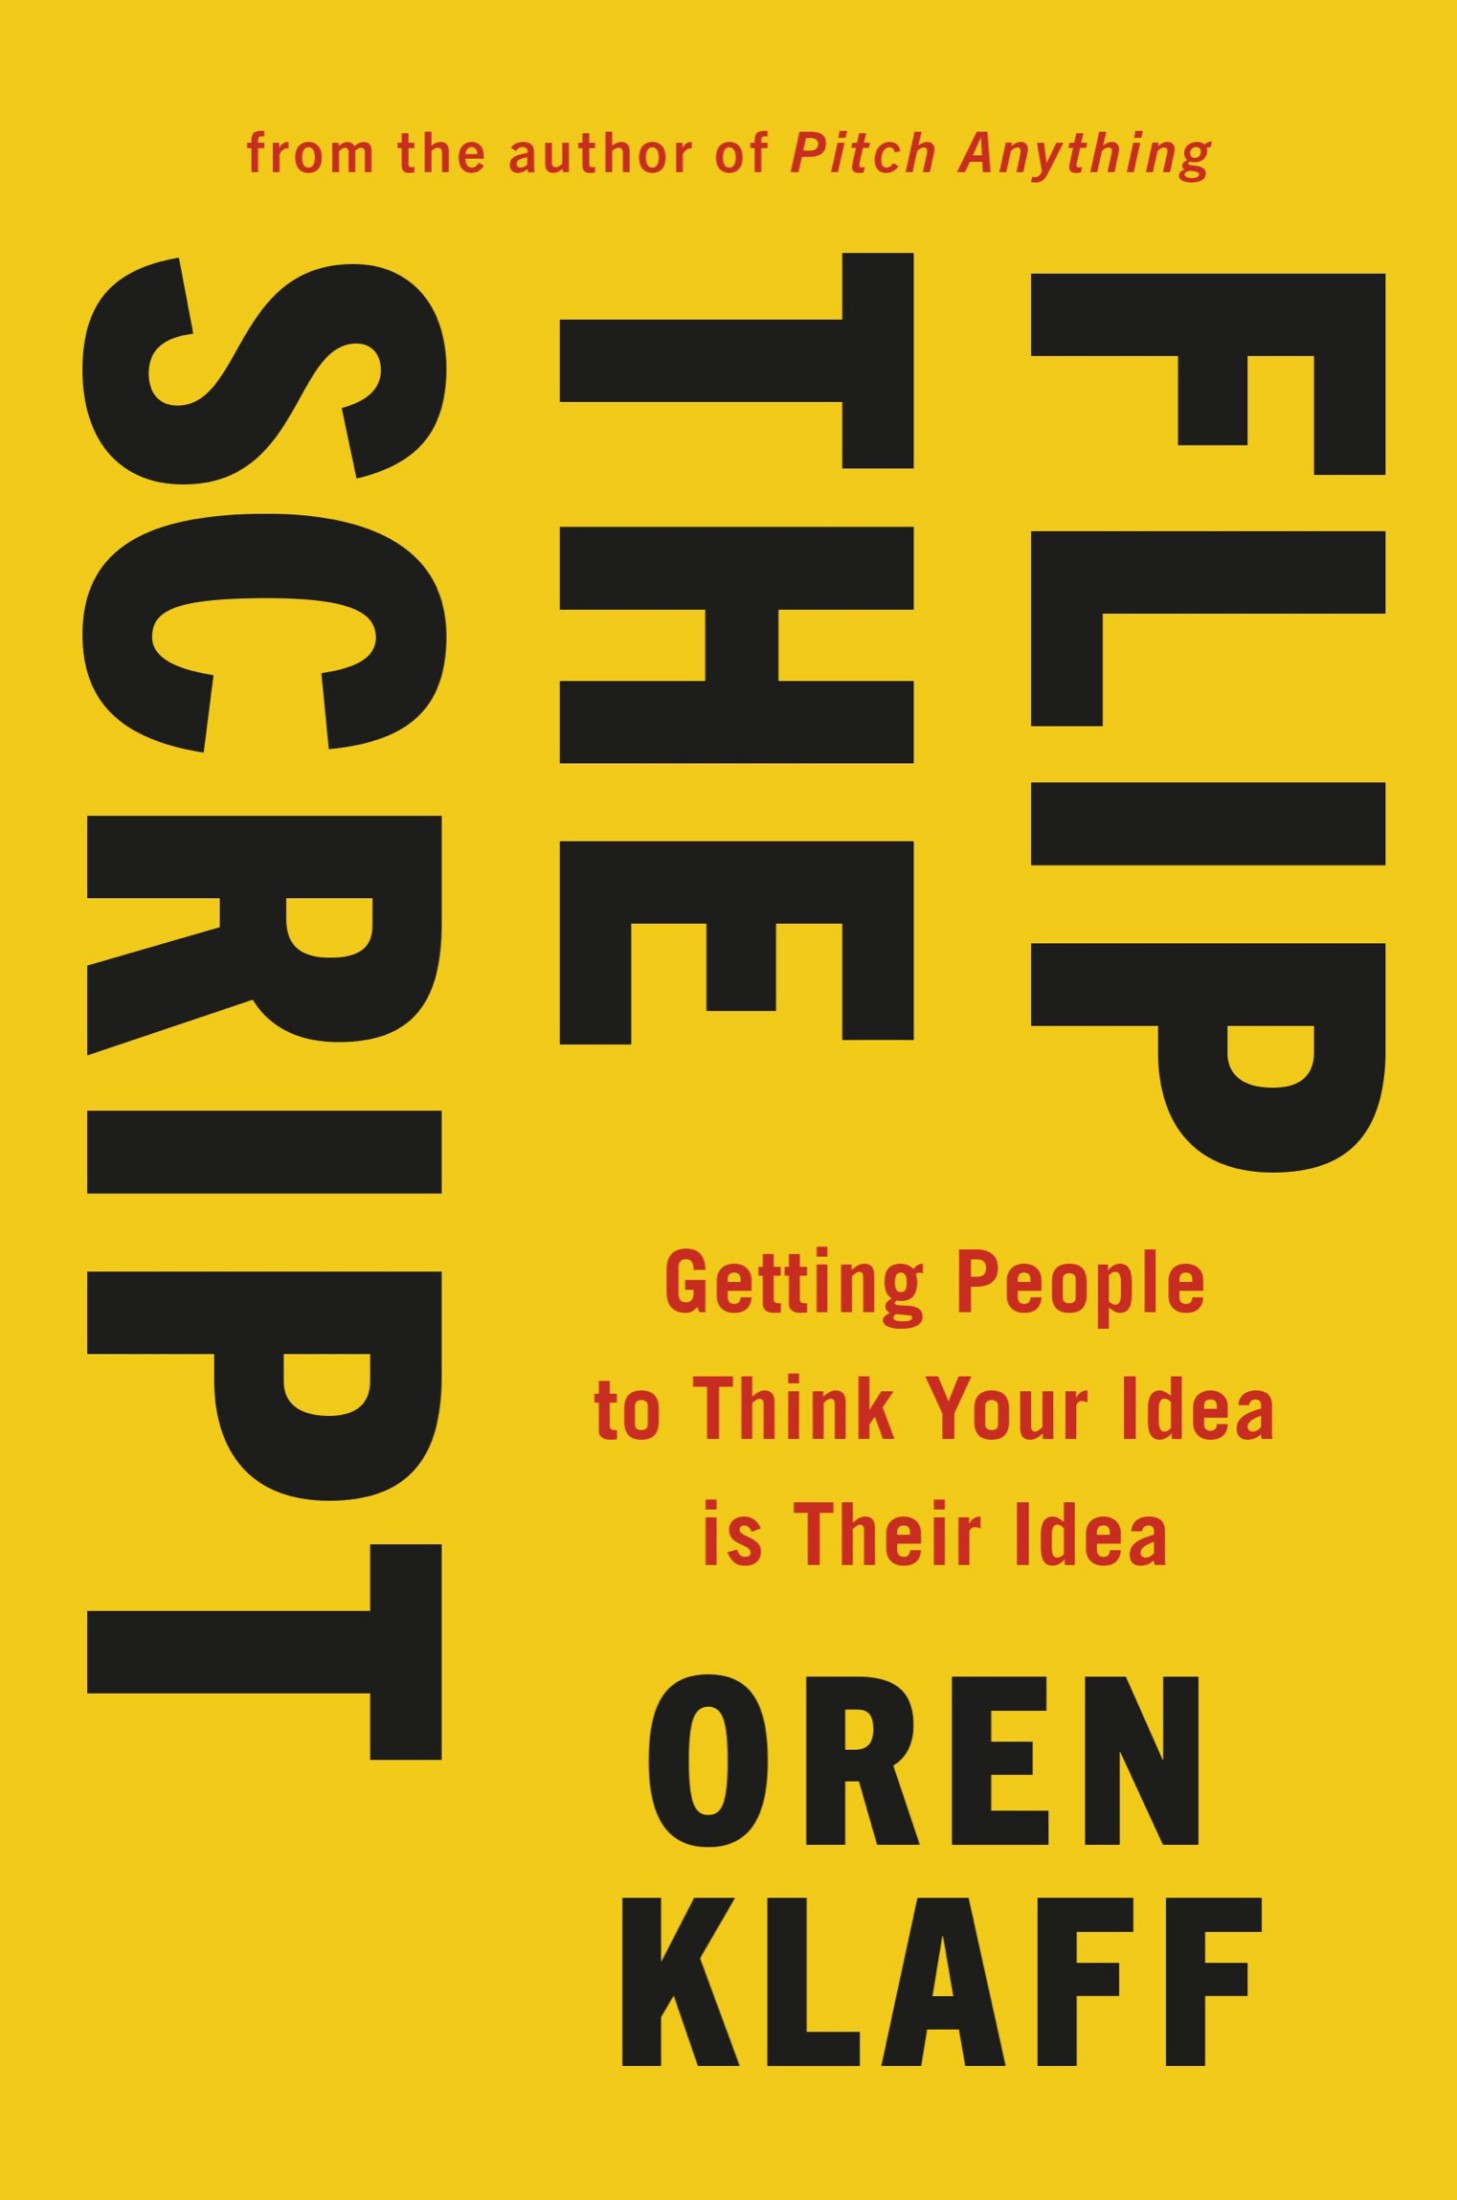 from the author of Pitch Anything
FLIP
THE
SCRIPT
Getting People
to Think Your Idea
is Their Idea
OREN
KLAFF